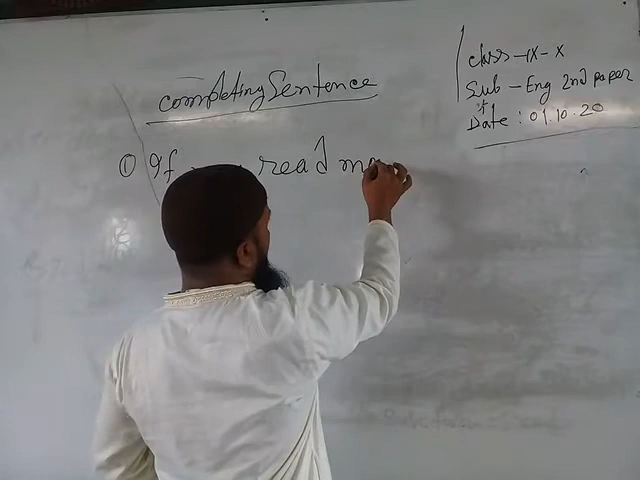 completing Sentence
class - IX - X
Sub - Eng 2nd paper
Date : 01.10.20
① If read